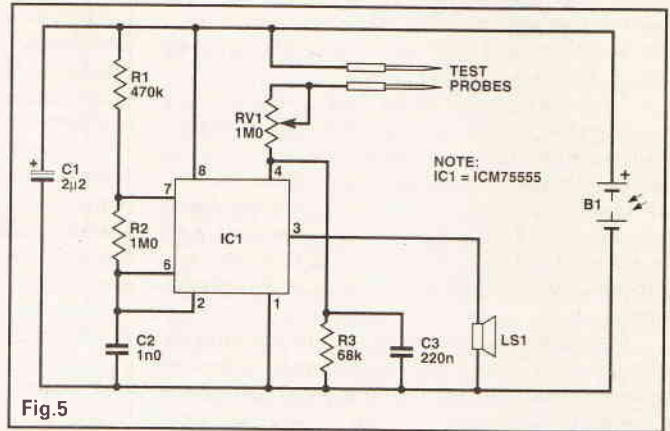 R1
470k
TEST
PROBES
RV1
1M0
+
C1
2µ2
8
4
NOTE:
IC1 = ICM75555
+
7
R2
1M0
IC1
3
B1
6
2
1
C2
1n0
R3
68k
C3
220n
LS1
Fig.5